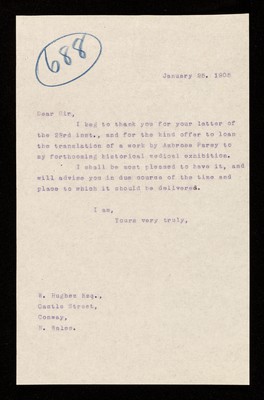 688
January 25, 190
Dear Sir,
I beg to thank you for your letter of
the 23rd inst., and for the kind offer to loan
the translation of a work by Ambrose Parey to
my forthcoming historical medical exhibition.
I shall be most pleased to have it, and
will advise you in due course of the time and
place to which it should be delivered.
I am,
Yours very truly,
Hughes Esq.,
Castle Street,
Conway,
N. Wales.